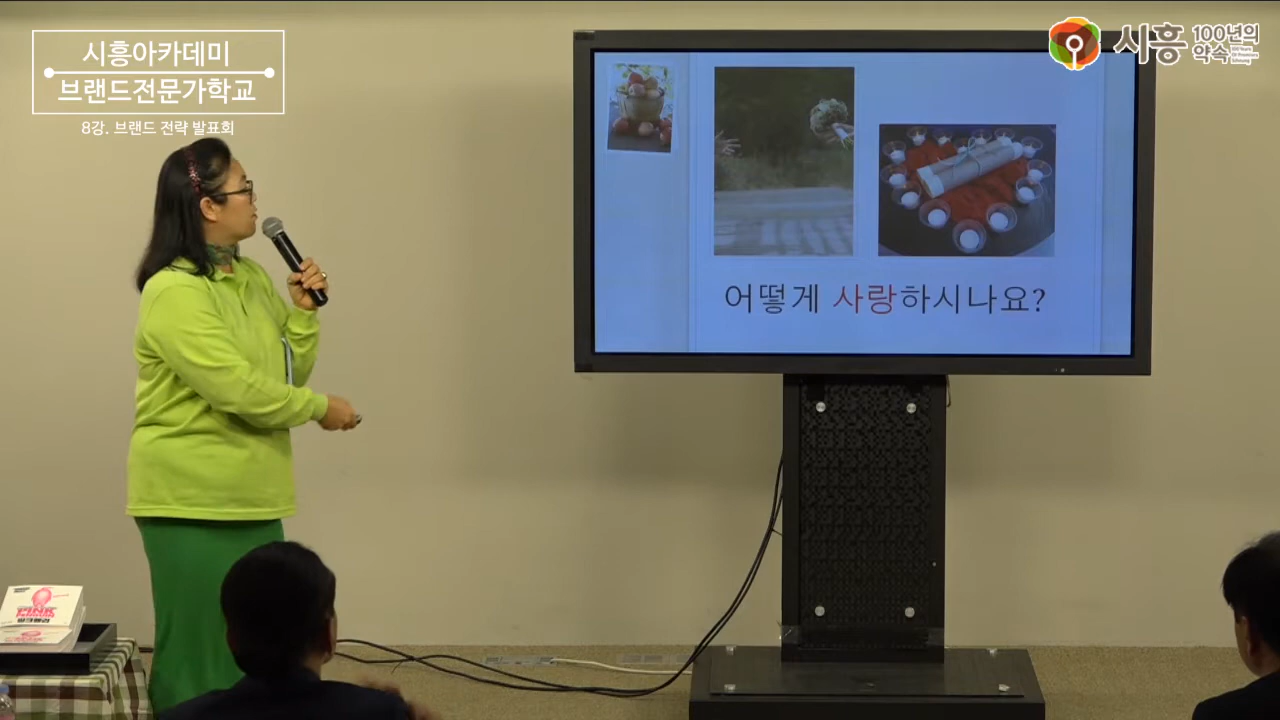 시흥아카데미
브랜드전문가학교
8강. 브랜드 전략 발표회
시흥 100년의
약속
어떻게 사랑하시나요?
PINK